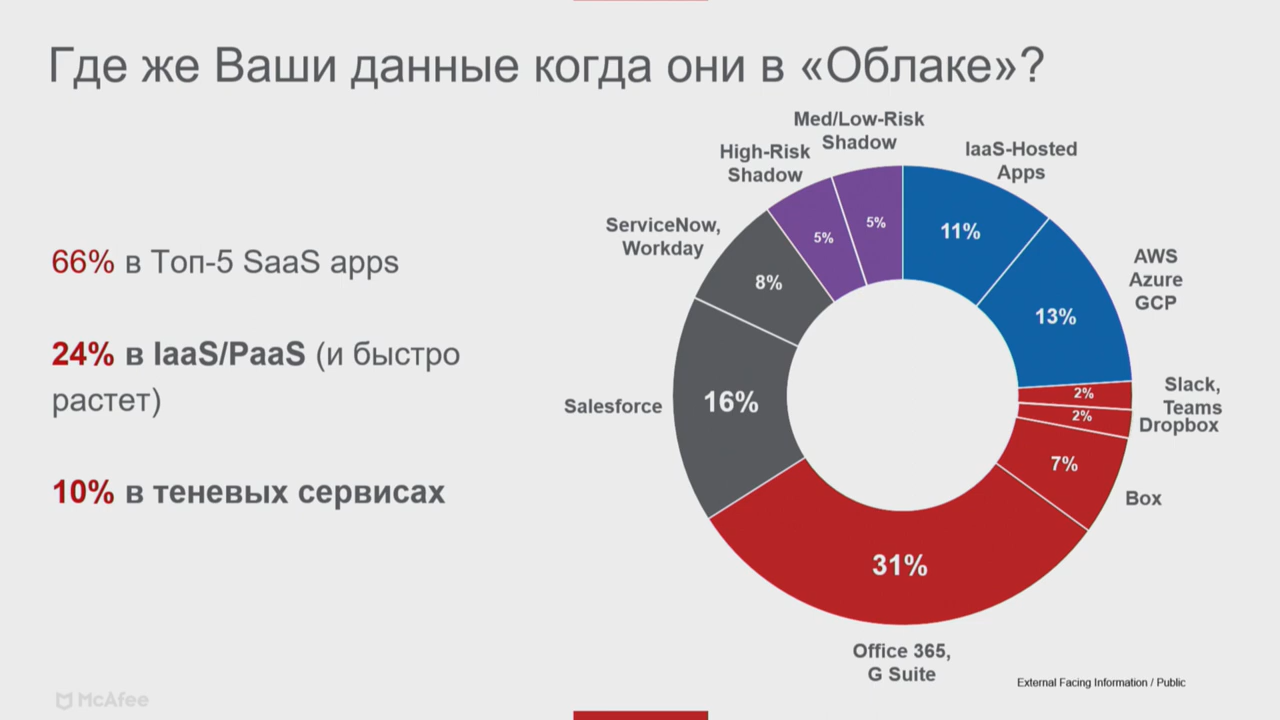 Где же Ваши данные когда они в «Облаке»?
66% в Топ-5 SaaS apps
24% в IaaS/PaaS (и быстро
растет)
10% в теневых сервисах
Med/Low-Risk
Shadow
High-Risk
Shadow
IaaS-Hosted
Apps
ServiceNow,
Workday
AWS
Azure
GCP
Salesforce
Slack,
Teams
Dropbox
Box
Office 365,
G Suite
5%
5%
11%
8%
13%
16%
2%
2%
7%
31%
External Facing Information / Public
McAfee